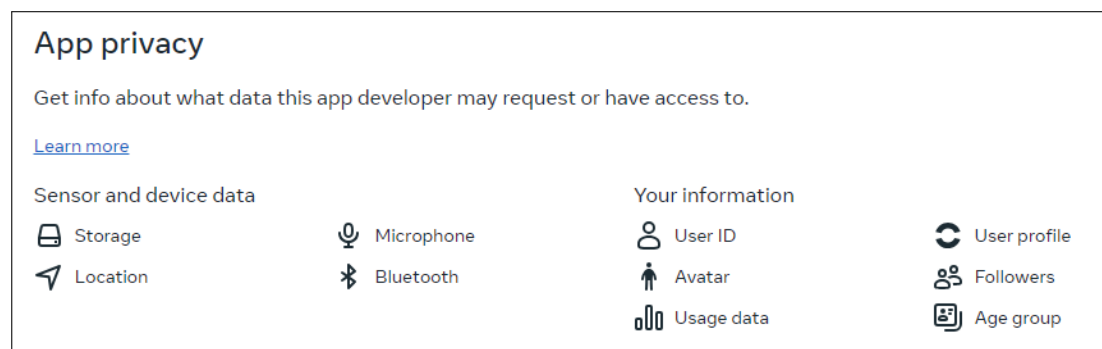 App privacy
Get info about what data this app developer may request or have access to.
Learn more
Sensor and device data
Storage
Microphone
Location
Bluetooth
Your information
User ID
User profile
Avatar
Followers
Usage data
Age group